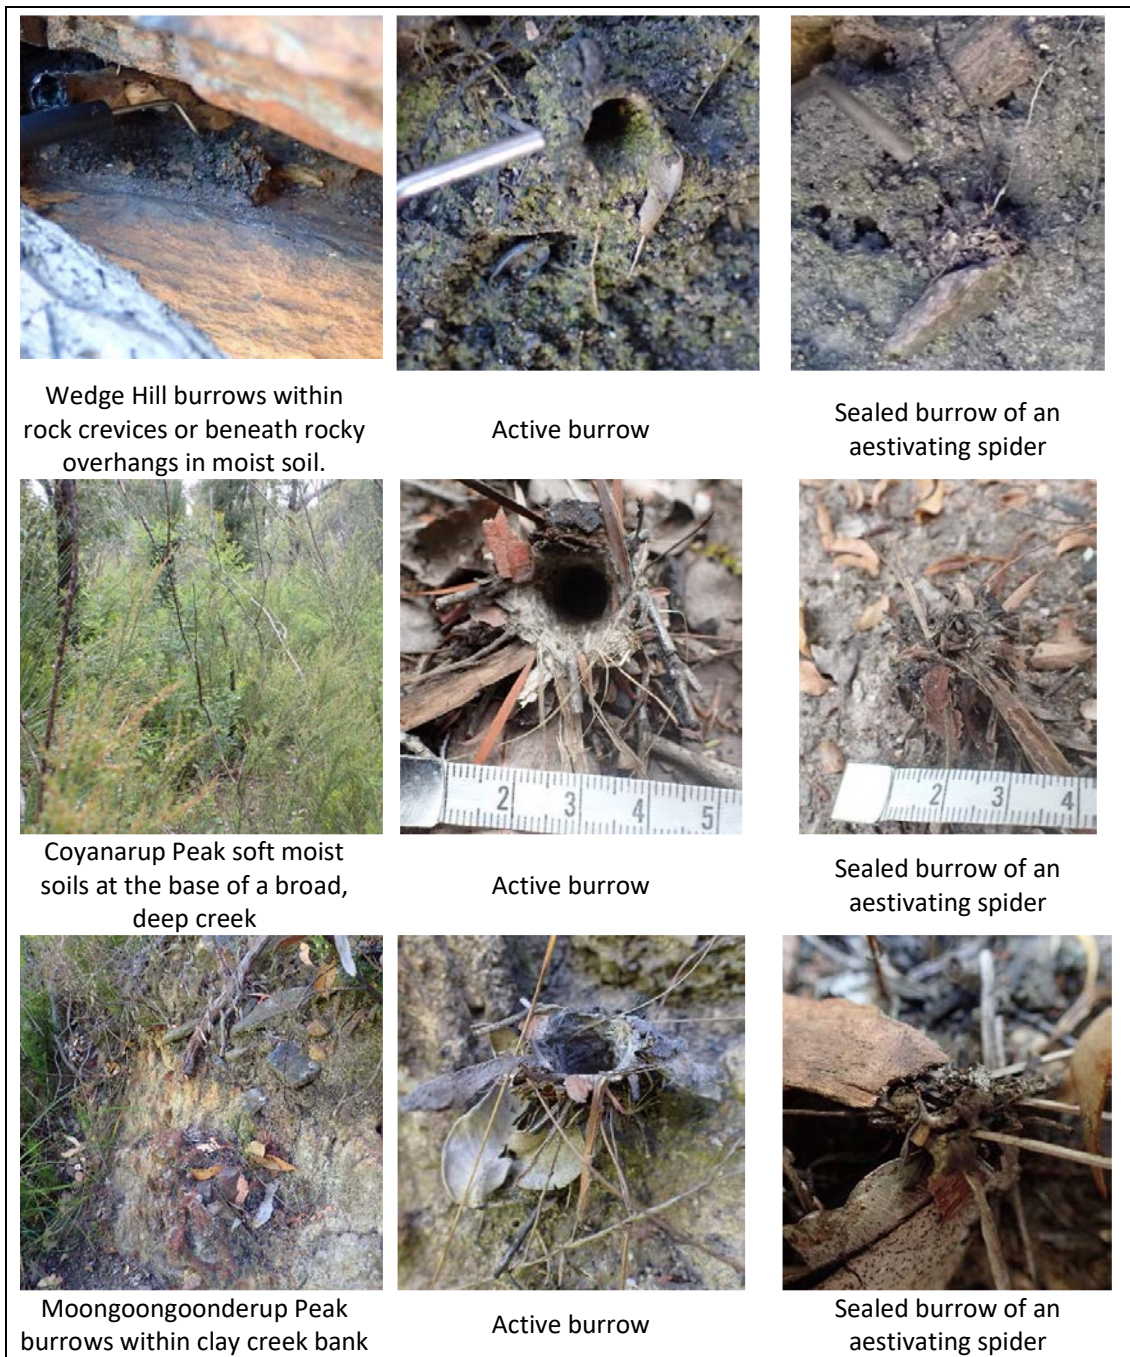 Wedge Hill burrows within
rock crevices or beneath rocky
overhangs in moist soil.
Active burrow
Sealed burrow of an
aestivating spider
2 3 4 5
2 3 4
Coyanarup Peak soft moist
soils at the base of a broad,
deep creek
Active burrow
Sealed burrow of an
aestivating spider
Moongoongoonderup Peak
burrows within clay creek bank
Active burrow
Sealed burrow of an
aestivating spider